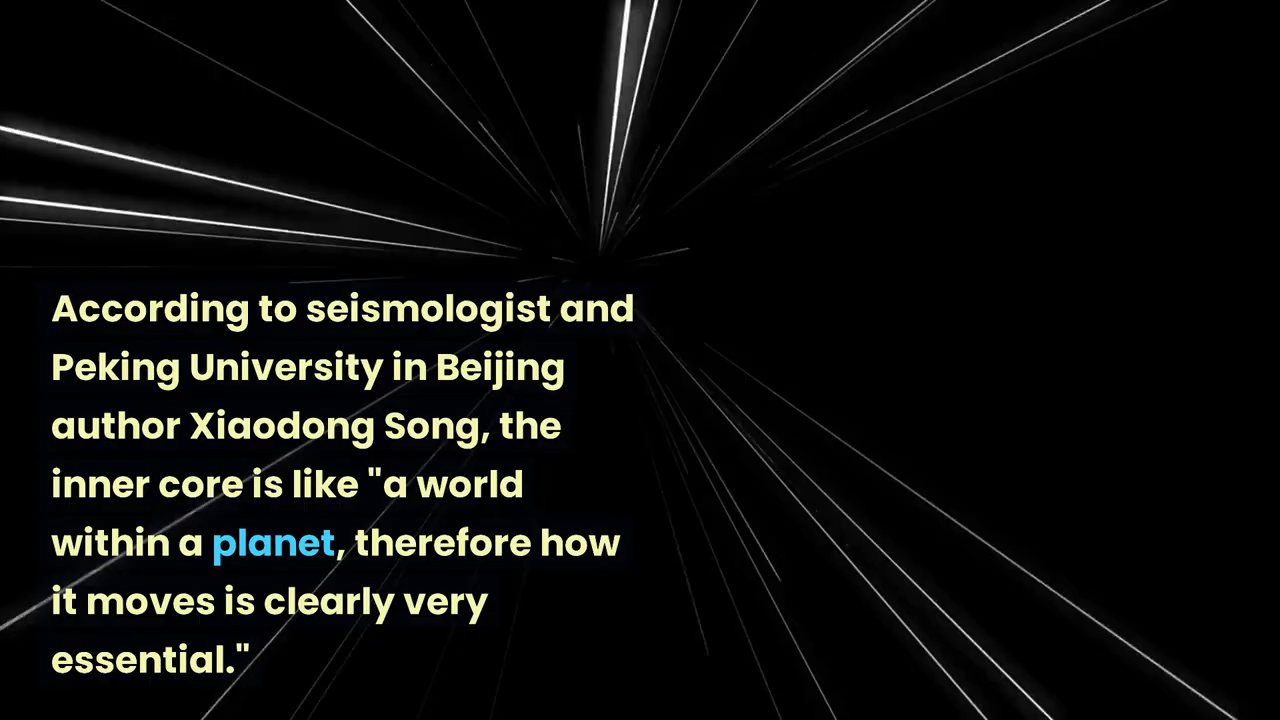 According to seismologist and
Peking University in Beijing
author Xiaodong Song, the
inner core is like "a world
within a planet, therefore how
it moves is clearly very
essential."